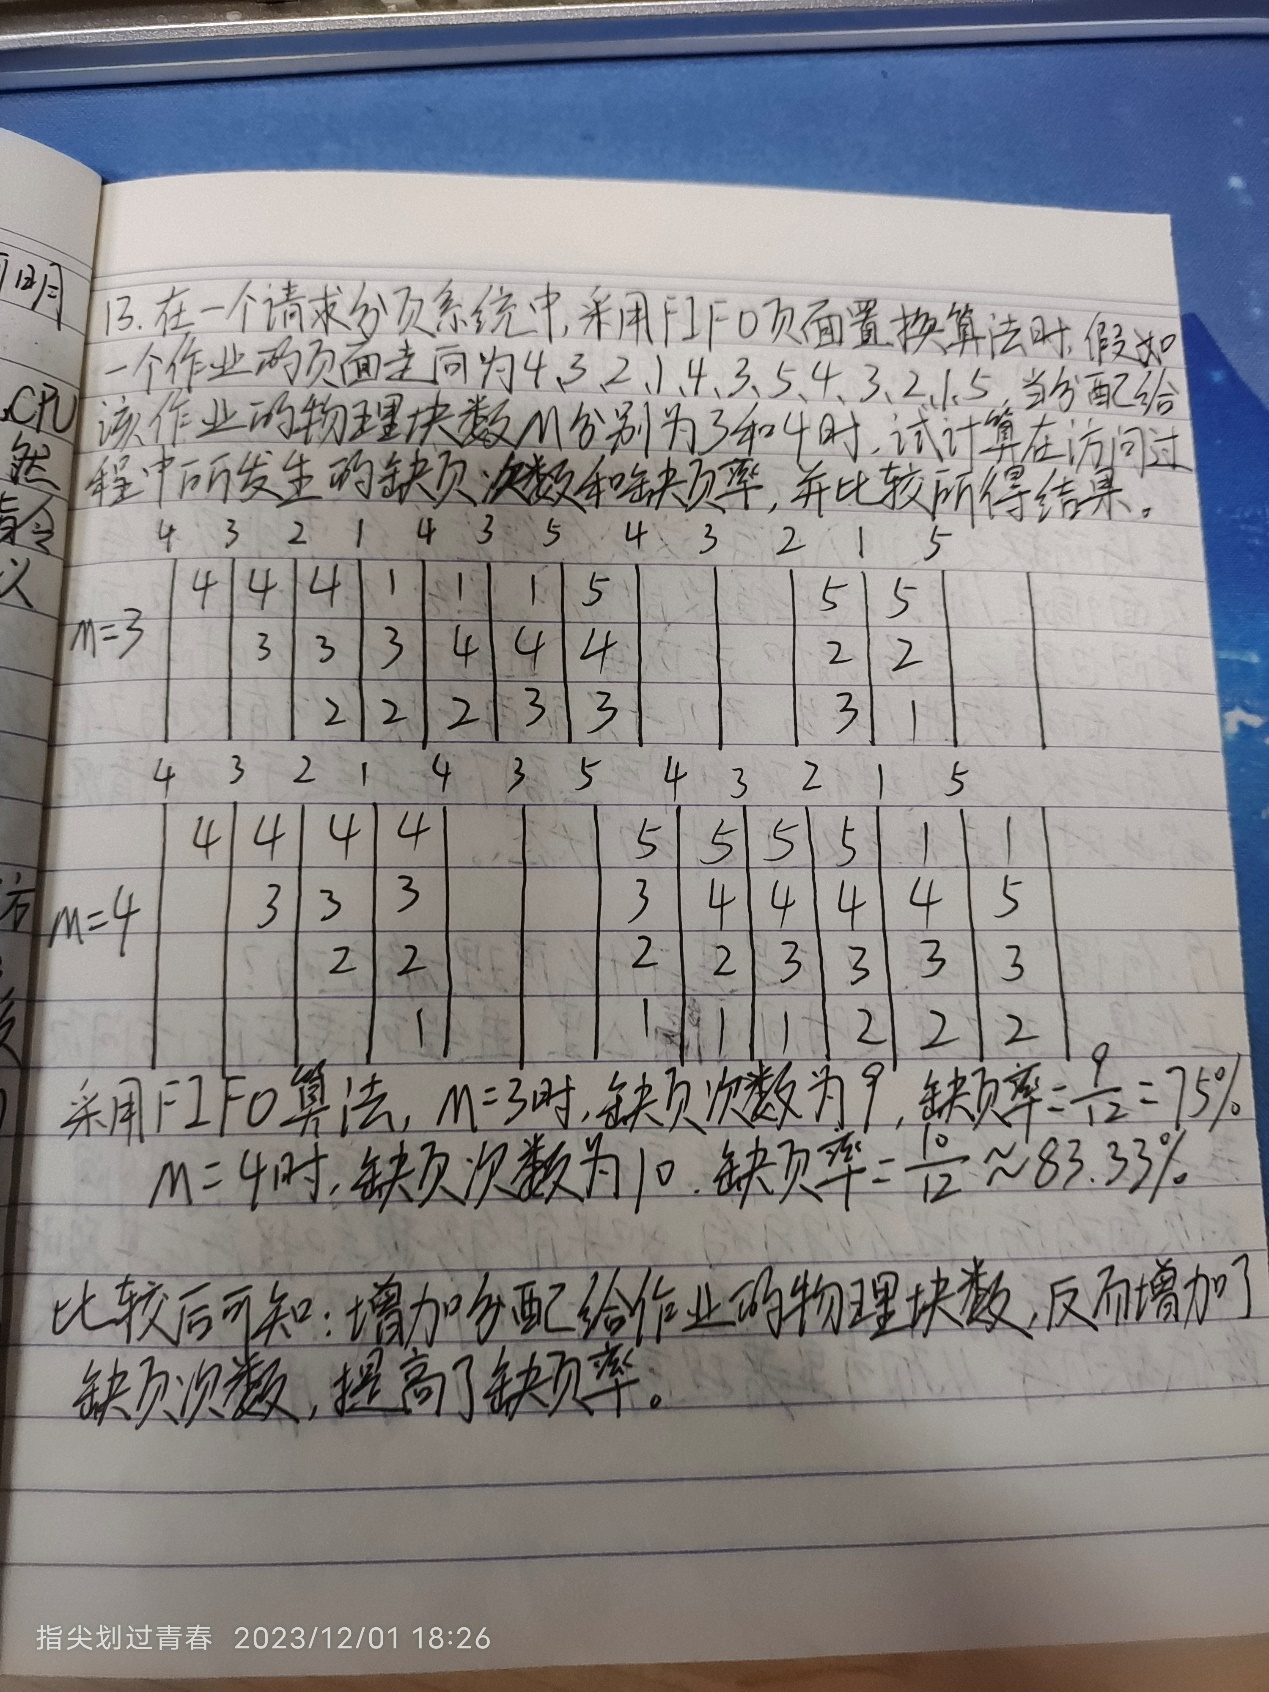 门12月
CPU
然
指令
以
方
13.在一个请求分页系统中,采用FIFO页面置换算法时,假如
一个作业的页面走向为4、3、2、1、4、3、5、4、3、2、1、5,当分配给
该作业的物理块数M分别为3和4时,试计算在访问过
程中所发生的缺页次数和缺页率,并比较所得结果。
4 3 2 1 4 3 5 4 3 2 1 5
4 4 4 1 1 1 5 5 5
M=3 3 3 3 4 4 4 2 2
2 2 2 3 3 3 1
4 3 2 1 4 3 5 4 3 2 1 5
4 4 4 4 5 5 5 5 1 1
M=4 3 3 3 3 4 4 4 4 5
2 2 2 2 3 3 3 3
1 1 1 1 2 2 2
采用FIFO算法,M=3时,缺页次数为9,缺页率=9/12=75%
M=4时,缺页次数为10.缺页率=10/12≈83.33%
比较后可知:增加分配给作业的物理块数,反而增加了
缺页次数,提高了缺页率。
指尖划过青春 2023/12/01 18:26